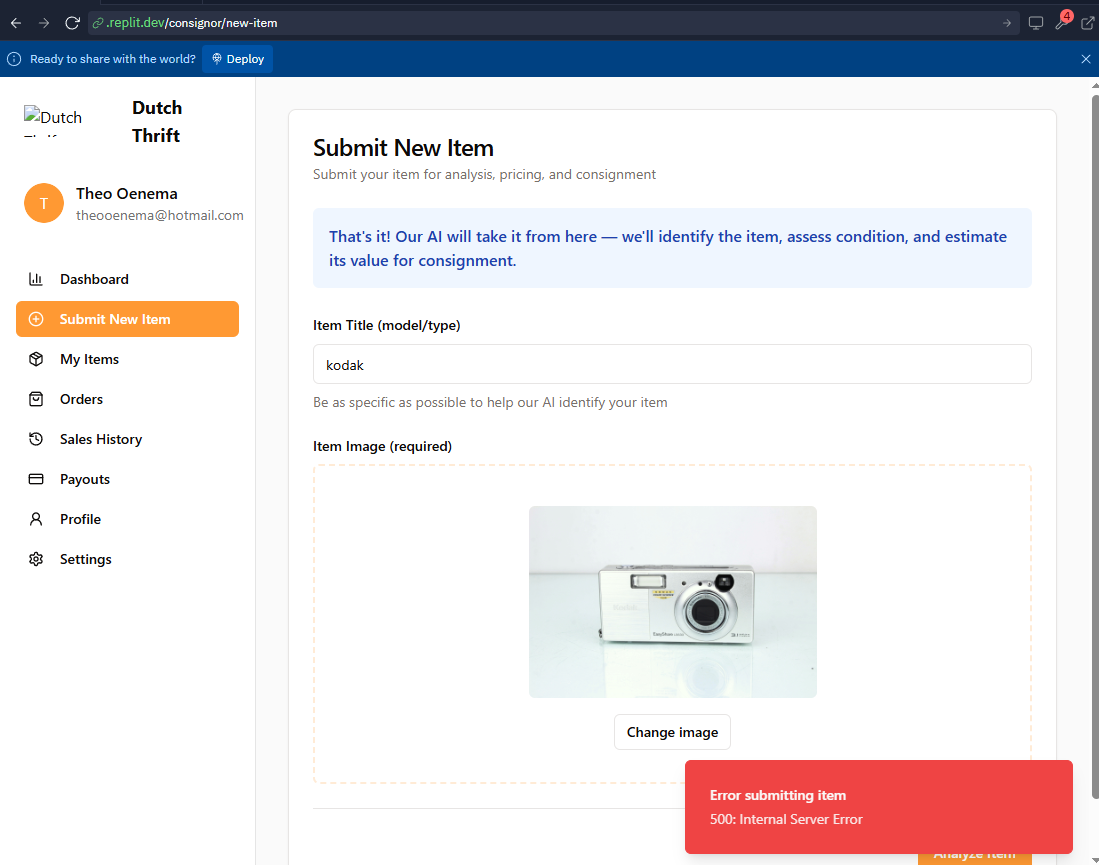 .replit.dev/consignor/new-item
4
Ready to share with the world?
Deploy
Dutch
Dutch
Thrift
T
Theo Oenema
theooenema@hotmail.com
Dashboard
Submit New Item
My Items
Orders
Sales History
Payouts
Profile
Settings
Submit New Item
Submit your item for analysis, pricing, and consignment
That's it! Our AI will take it from here — we'll identify the item, assess condition, and estimate
its value for consignment.
Item Title (model/type)
kodak
Be as specific as possible to help our AI identify your item
Item Image (required)
Change image
Error submitting item
500: Internal Server Error
Analyze Item